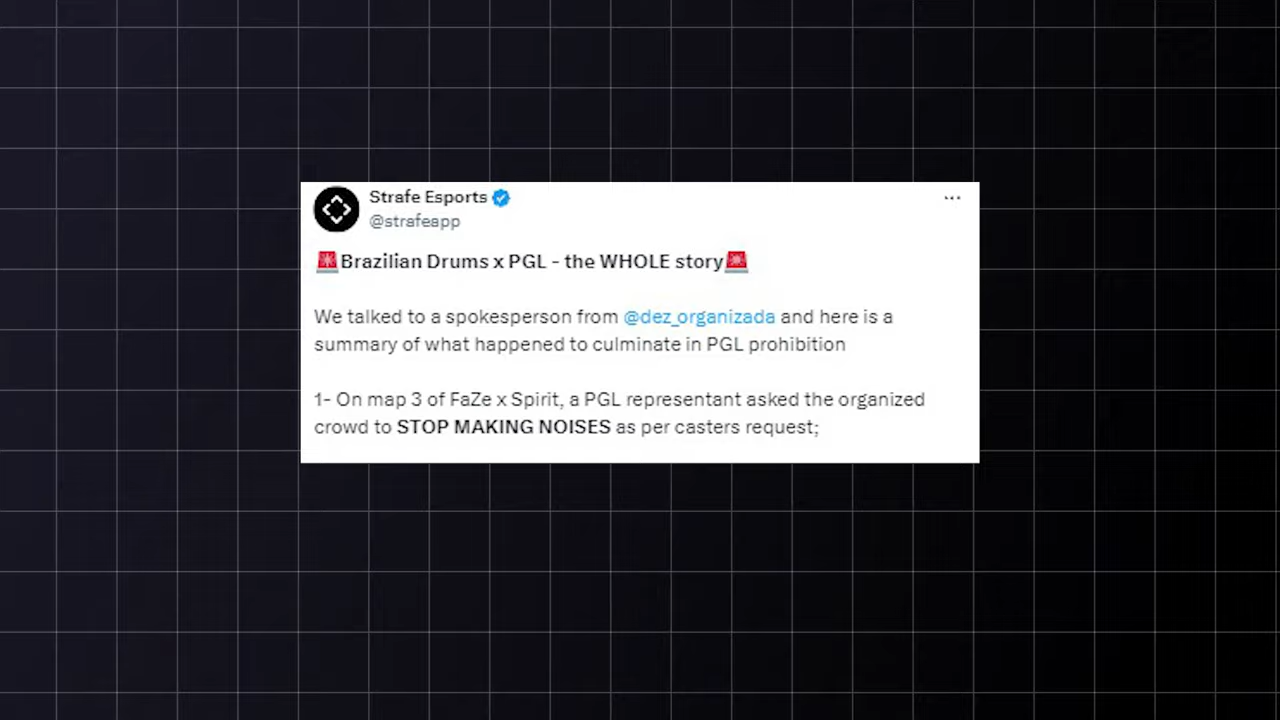 Strafe Esports
@strafeapp
...
🚨Brazilian Drums x PGL - the WHOLE story🚨
We talked to a spokesperson from @dez_organizada and here is a
summary of what happened to culminate in PGL prohibition
1- On map 3 of FaZe x Spirit, a PGL representant asked the organized
crowd to STOP MAKING NOISES as per casters request;